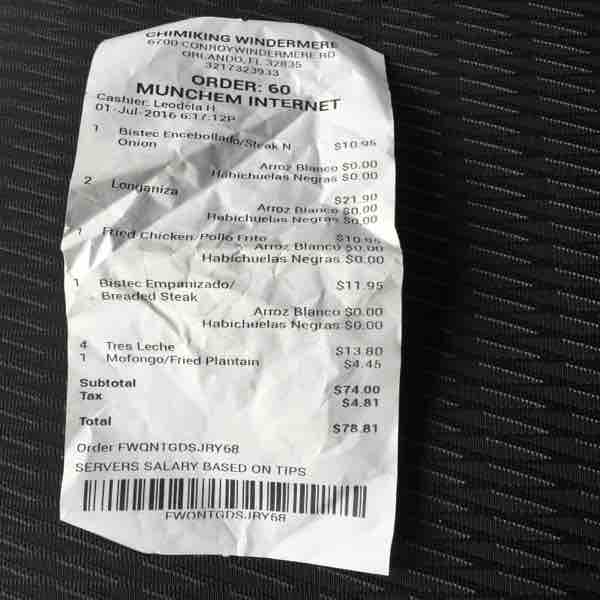 CHIMIKING WINDERMERE
6700 CONROYWINDERMERE RD
ORLANDO, FL 32835
3217323933
ORDER: 60
MUNCHEM INTERNET
Cashier: Leodela H
01-Jul-2016 6:17:12P
1 Bistec Encebollado/Steak N $10.95
Onion
Arroz Blanco $0.00
Habichuelas Negras $0.00
2 Longaniza $21.90
Arroz Blanco $0.00
Habichuelas Negras $0.00
1 Fried Chicken/Pollo Frito $10.95
Arroz Blanco $0.00
Habichuelas Negras $0.00
1 Bistec Empanizado/ $11.95
Breaded Steak
Arroz Blanco $0.00
Habichuelas Negras $0.00
4 Tres Leche $13.80
1 Mofongo/Fried Plantain $4.45
Subtotal $74.00
Tax $4.81
Total $78.81
Order FWQNTGDSJRY68
SERVERS SALARY BASED ON TIPS
FWQNTGDSJRY68